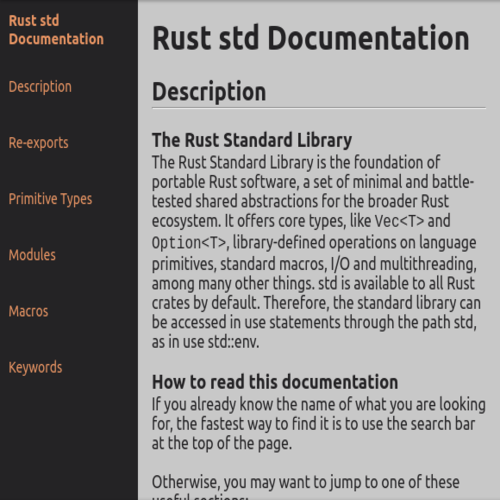 Rust std
Documentation
Description
Re-exports
Primitive Types
Modules
Macros
Keywords
Rust std Documentation
Description
The Rust Standard Library
The Rust Standard Library is the foundation of
portable Rust software, a set of minimal and battle-
tested shared abstractions for the broader Rust
ecosystem. It offers core types, like Vec<T> and
Option<T>, library-defined operations on language
primitives, standard macros, I/O and multithreading,
among many other things. std is available to all Rust
crates by default. Therefore, the standard library can
be accessed in use statements through the path std,
as in use std::env.
How to read this documentation
If you already know the name of what you are looking
for, the fastest way to find it is to use the search bar
at the top of the page.
Otherwise, you may want to jump to one of these
useful sections: